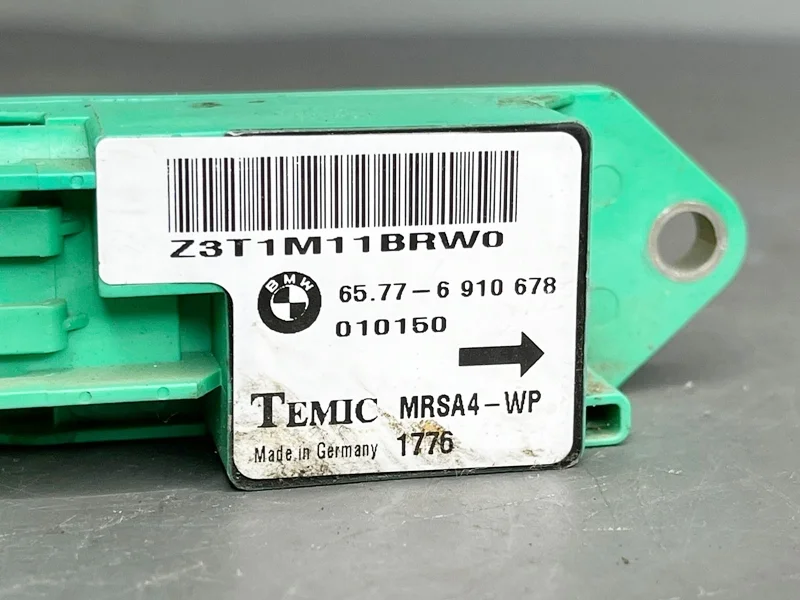 Z3T1M11BRW0
BMW
65.77-6 910 678
010150
TEMIC MRSA4-WP
Made in Germany 1776